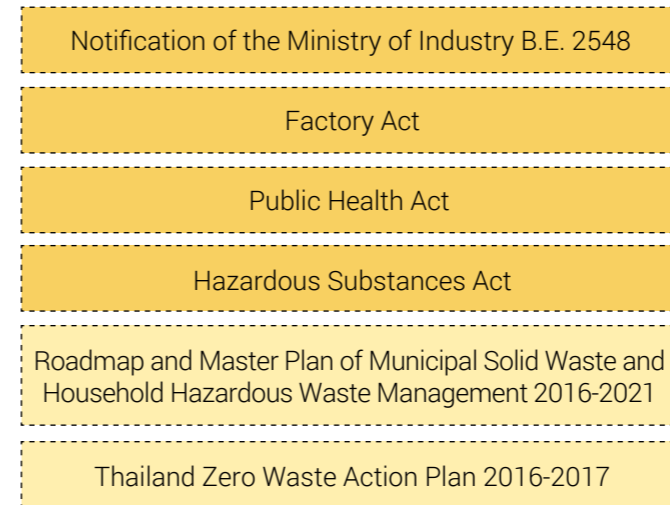 Notification of the Ministry of Industry B.E. 2548
Factory Act
Public Health Act
Hazardous Substances Act
Roadmap and Master Plan of Municipal Solid Waste and
Household Hazardous Waste Management 2016-2021
Thailand Zero Waste Action Plan 2016-2017